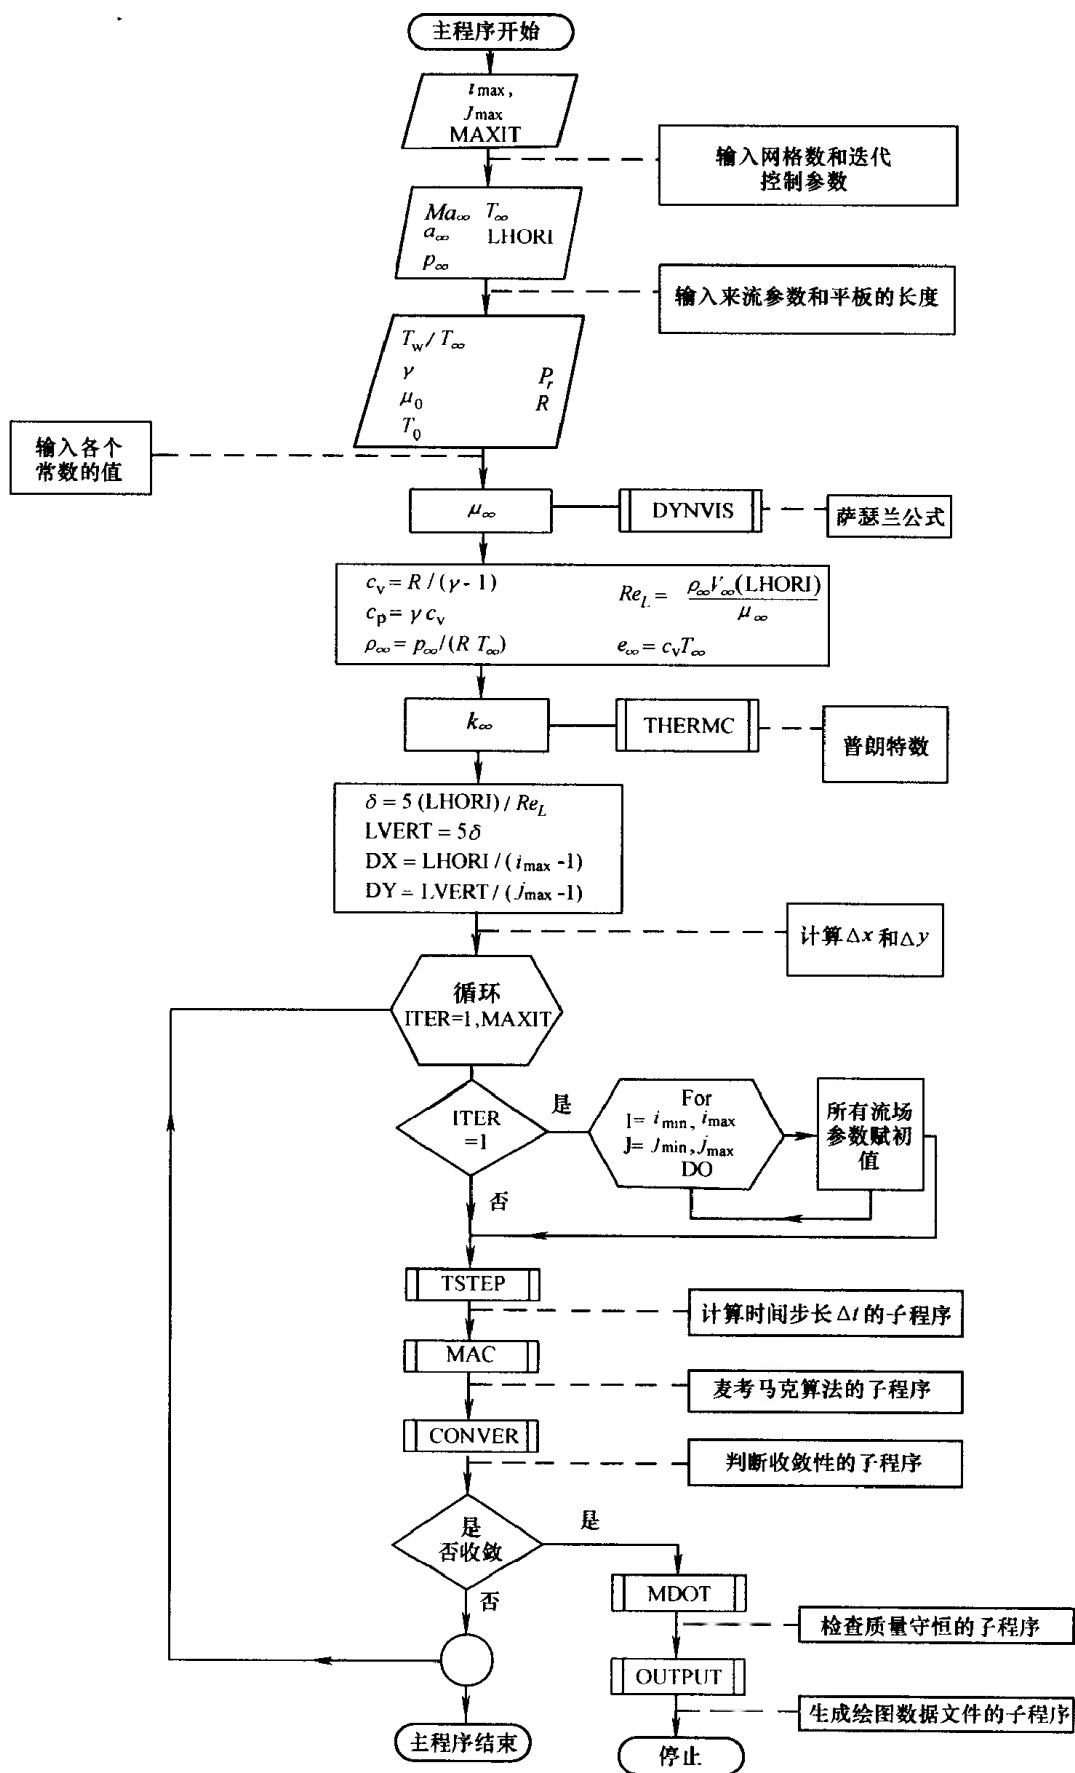 主程序开始
imax,
Jmax
MAXIT
输入网格数和迭代
控制参数
Ma∞ T∞
a∞ LHORI
p∞
输入来流参数和平板的长度
Tw / T∞
γ Pr
μ0 R
T0
输入各个
常数的值
μ∞
DYNVIS
萨瑟兰公式
cv = R / (γ - 1)
cp = γ cv
ρ∞ = p∞/(R T∞)
ReL = ρ∞V∞(LHORI) / μ∞
e∞ = cvT∞
k∞
THERMC
普朗特数
δ = 5 (LHORI) / ReL
LVERT = 5δ
DX = LHORI / (imax -1)
DY = LVERT / (jmax -1)
计算Δx 和Δy
循环
ITER=1,MAXIT
ITER
=1
是
For
I= imin, imax
J= Jmin, jmax
DO
所有流场
参数赋初
值
否
TSTEP
计算时间步长Δt的子程序
MAC
麦考马克算法的子程序
CONVER
判断收敛性的子程序
是
否收敛
是
否
MDOT
检查质量守恒的子程序
OUTPUT
生成绘图数据文件的子程序
主程序结束
停止